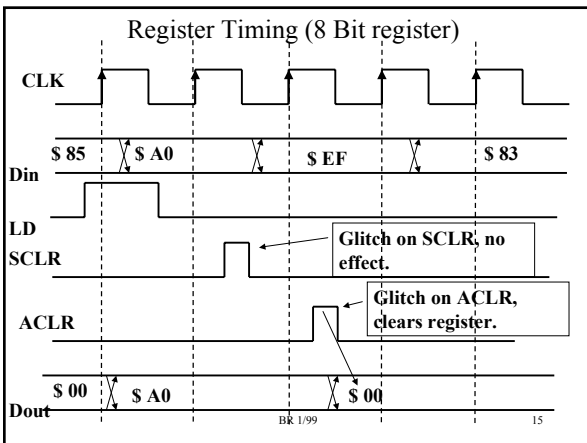 Register Timing (8 Bit register)
CLK
$ 85 $ A0 $ EF $ 83
Din
LD
SCLR
Glitch on SCLR, no
effect.
Glitch on ACLR,
clears register.
ACLR
$ 00 $ A0 $ 00
Dout
BR 1/99 15